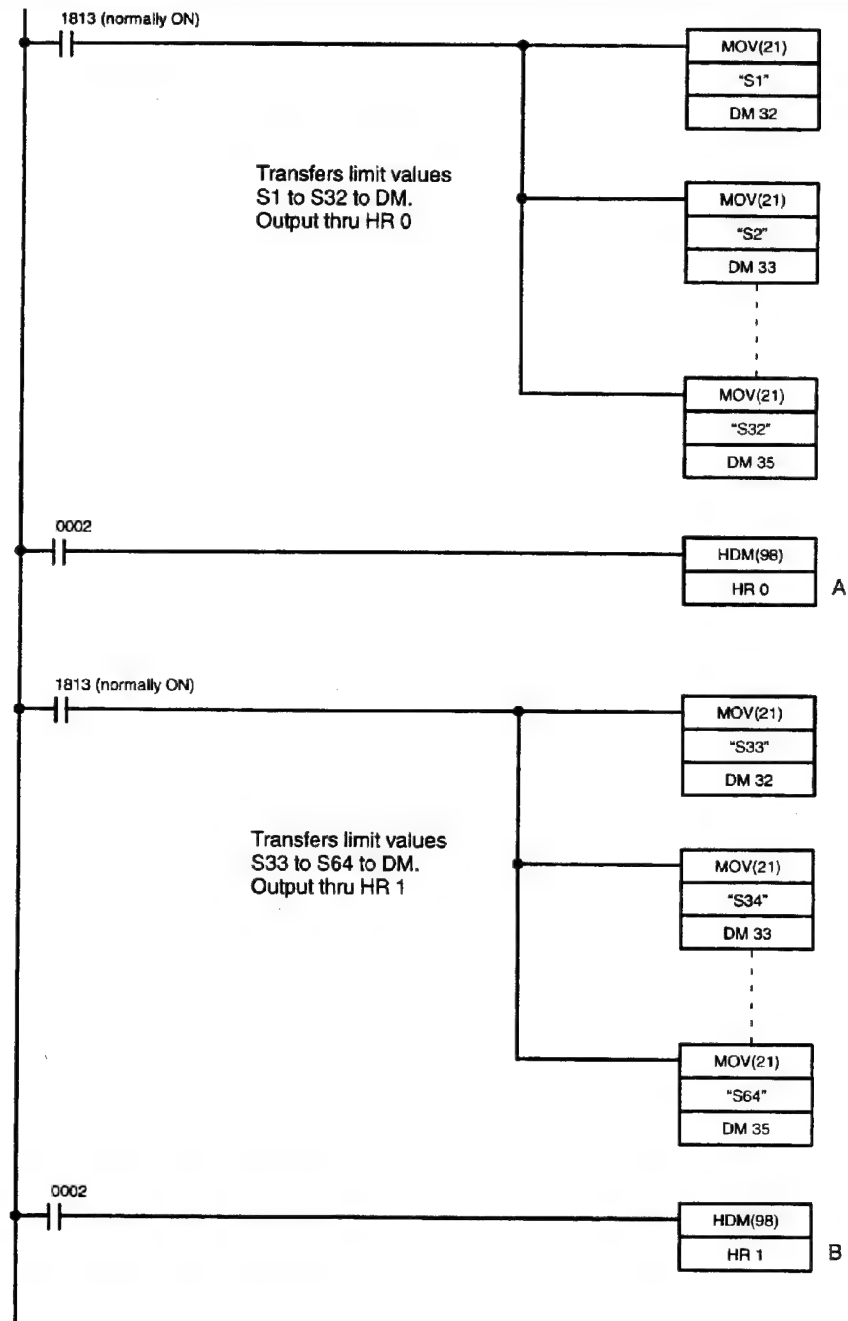 1813 (normally ON)
MOV(21)
"S1"
DM 32
Transfers limit values
S1 to S32 to DM.
Output thru HR 0
MOV(21)
"S2"
DM 33
MOV(21)
"S32"
DM 35
0002
HDM(98)
HR 0
A
1813 (normally ON)
MOV(21)
"S33"
DM 32
Transfers limit values
S33 to S64 to DM.
Output thru HR 1
MOV(21)
"S34"
DM 33
MOV(21)
"S64"
DM 35
0002
HDM(98)
HR 1
B